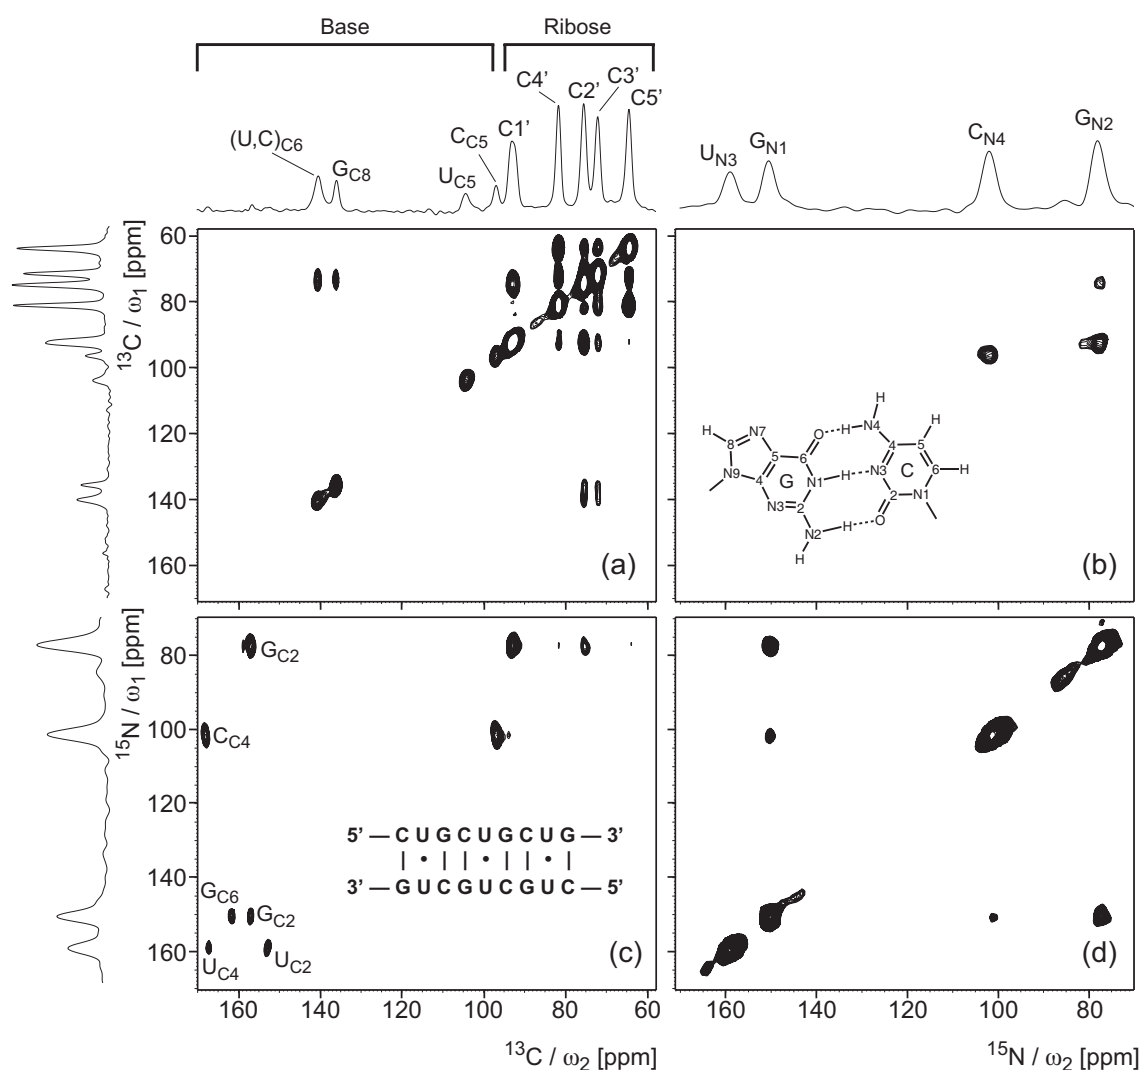 Base Ribose
C4' C2' C3' C5'
(U,C)C6 GC8 UC5 CC5 C1'
UN3 GN1 CN4 GN2
13C / ω1 [ppm]
60
80
100
120
140
160
(a)
H
H N4 H
O H 4 5
H 8 N7 5 6 N3 C 6 H
N9 4 G N1 H 2 N1
N3 2 O
N2 H
H
(b)
15N / ω1 [ppm]
80
100
120
140
160
GC2
CC4
5' — C U G C U G C U G — 3'
| • | | • | | • |
3' — G U C G U C G U C — 5'
GC6 GC2
UC4 UC2
(c)
(d)
160 140 120 100 80 60
160 140 120 100 80
13C / ω2 [ppm]
15N / ω2 [ppm]